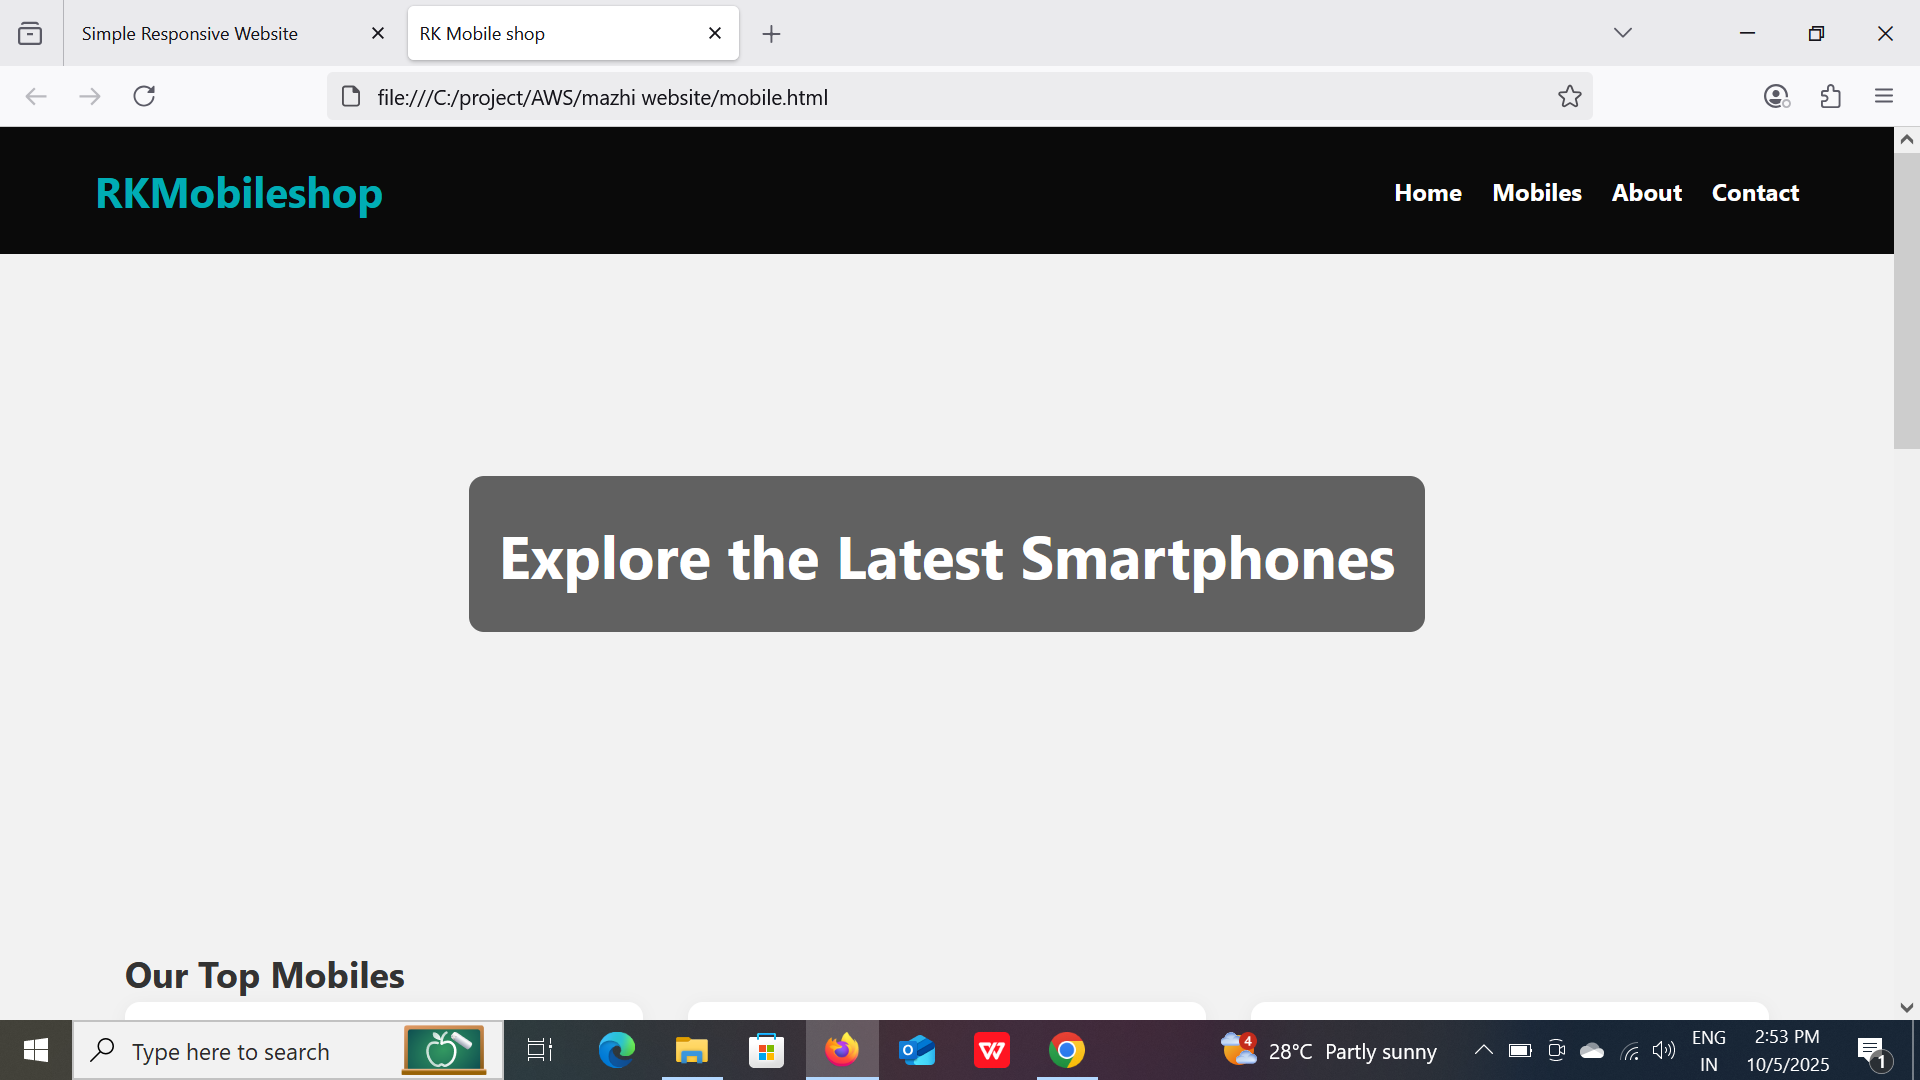 Simple Responsive Website
RK Mobile shop
file:///C:/project/AWS/mazhi website/mobile.html
RKMobileshop
Home
Mobiles
About
Contact
Explore the Latest Smartphones
Our Top Mobiles
Type here to search
4
28°C Partly sunny
ENG
IN
2:53 PM
10/5/2025
1